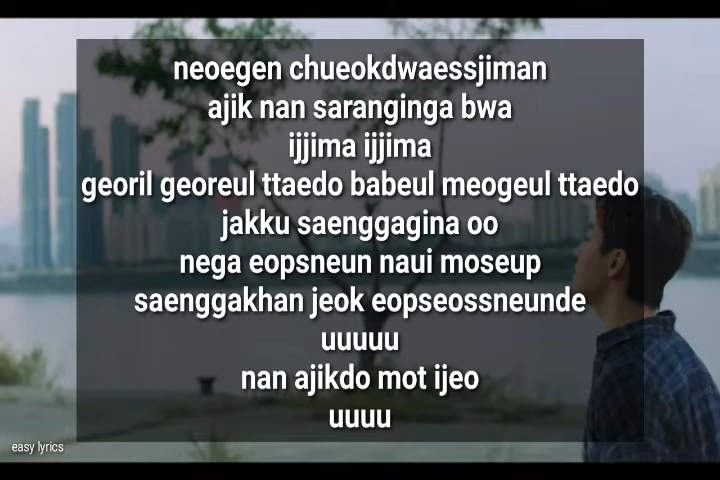 neoegen chueokdwaessjiman
ajik nan saranginga bwa
ijjima ijjima
georil georeul ttaedo babeul meogeul ttaedo
jakku saenggagina oo
nega eopsneun naui moseup
saenggakhan jeok eopseossneunde
uuuuu
nan ajikdo mot ijeo
uuuu
easy lyrics